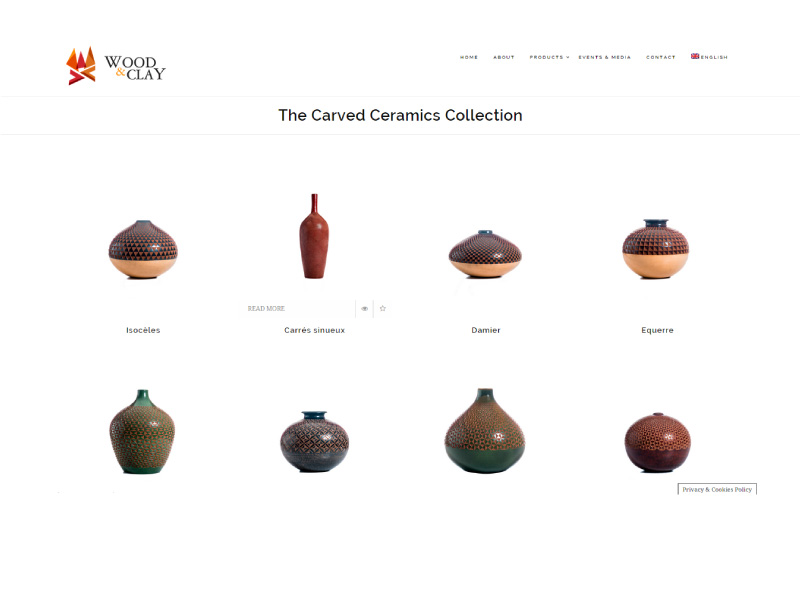 WOOD
& CLAY
HOME ABOUT PRODUCTS EVENTS & MEDIA CONTACT ENGLISH
The Carved Ceramics Collection
READ MORE
Isocèles Carrés sinueux Damier Equerre
Privacy & Cookies Policy